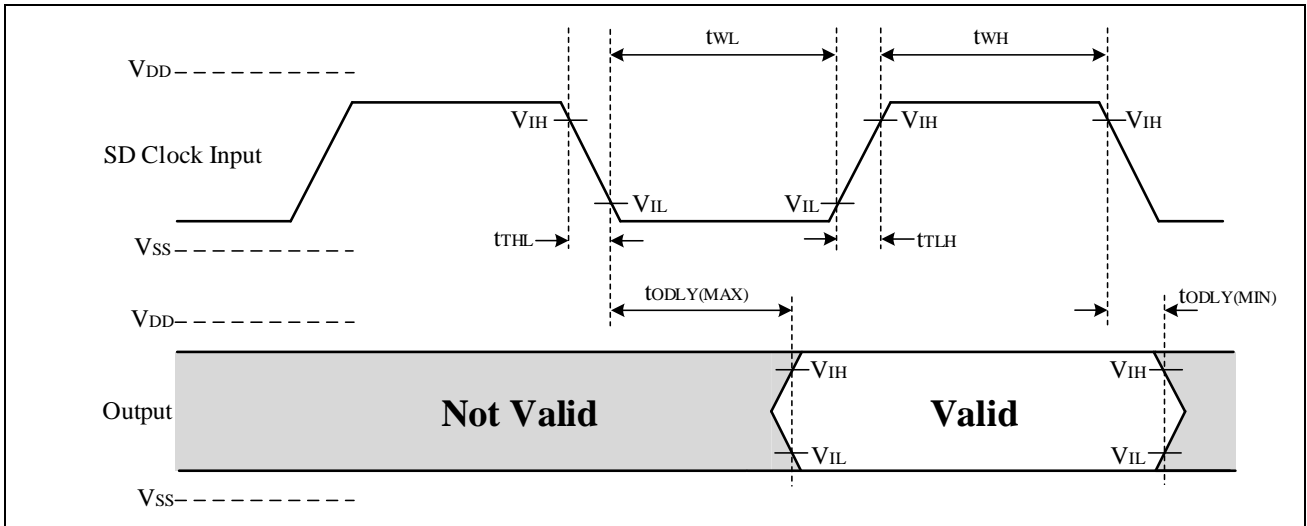 tWL
tWH
VDD
VIH
VIH
VIH
SD Clock Input
VIL
VIL
VSS
tTHL
tTLH
tODLY(MAX)
tODLY(MIN)
VDD
VIH
VIH
Output
Not Valid
Valid
VIL
VIL
VSS